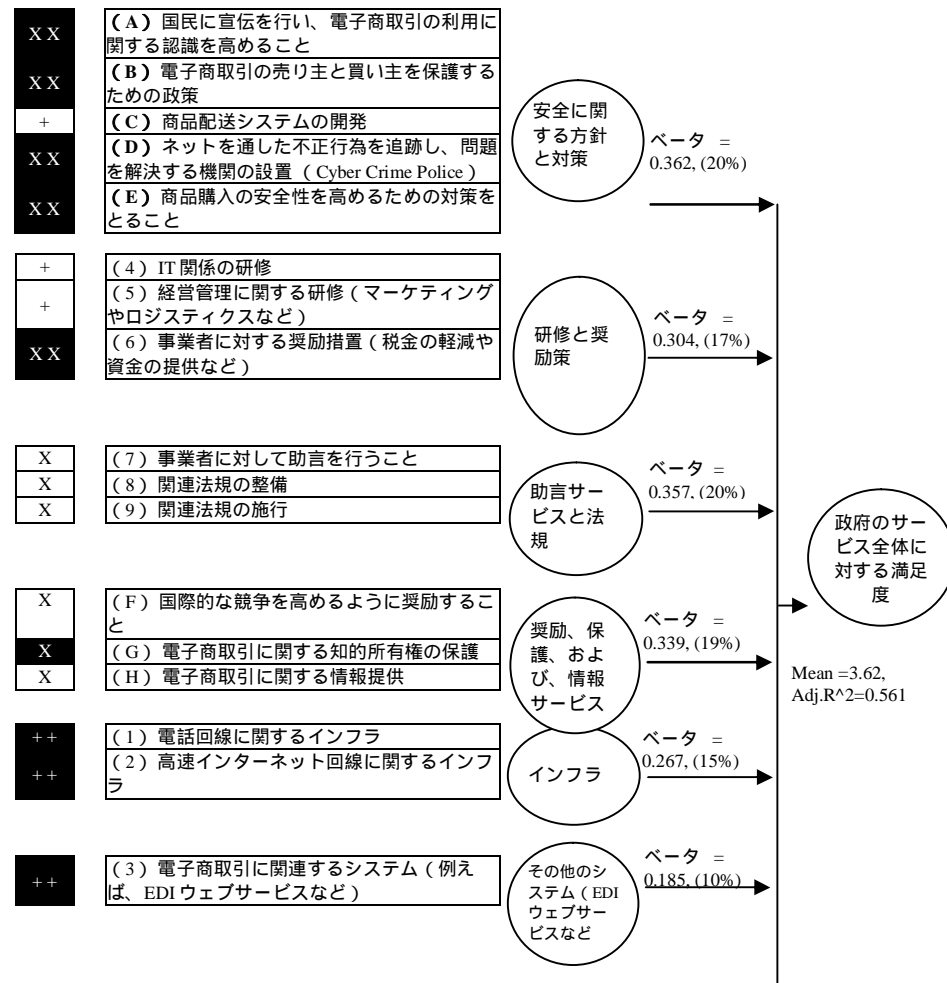 X X
(A) 国民に宣伝を行い、電子商取引の利用に
関する認識を高めること
X X
(B) 電子商取引の売り主と買い主を保護する
ための政策
+
(C) 商品配送システムの開発
X X
(D) ネットを通した不正行為を追跡し、問題
を解決する機関の設置 (Cyber Crime Police)
X X
(E) 商品購入の安全性を高めるための対策を
とること
安全に関
する方針
と対策
ベータ =
0.362, (20%)
+
(4) IT 関係の研修
+
(5) 経営管理に関する研修 (マーケティング
やロジスティクスなど)
X X
(6) 事業者に対する奨励措置 (税金の軽減や
資金の提供など)
研修と奨
励策
ベータ =
0.304, (17%)
X
(7) 事業者に対して助言を行うこと
X
(8) 関連法規の整備
X
(9) 関連法規の施行
助言サー
ビスと法
規
ベータ =
0.357, (20%)
X
(F) 国際的な競争を高めるように奨励するこ
と
X
(G) 電子商取引に関する知的所有権の保護
X
(H) 電子商取引に関する情報提供
奨励、保
護、およ
び、情報
サービス
ベータ =
0.339, (19%)
++
(1) 電話回線に関するインフラ
++
(2) 高速インターネット回線に関するインフ
ラ
インフラ
ベータ =
0.267, (15%)
++
(3) 電子商取引に関連するシステム (例え
ば、EDI ウェブサービスなど)
その他のシ
ステム (EDI
ウェブサー
ビスなど
ベータ =
0.185, (10%)
政府のサー
ビス全体に
対する満足
度
Mean =3.62,
Adj.R^2=0.561